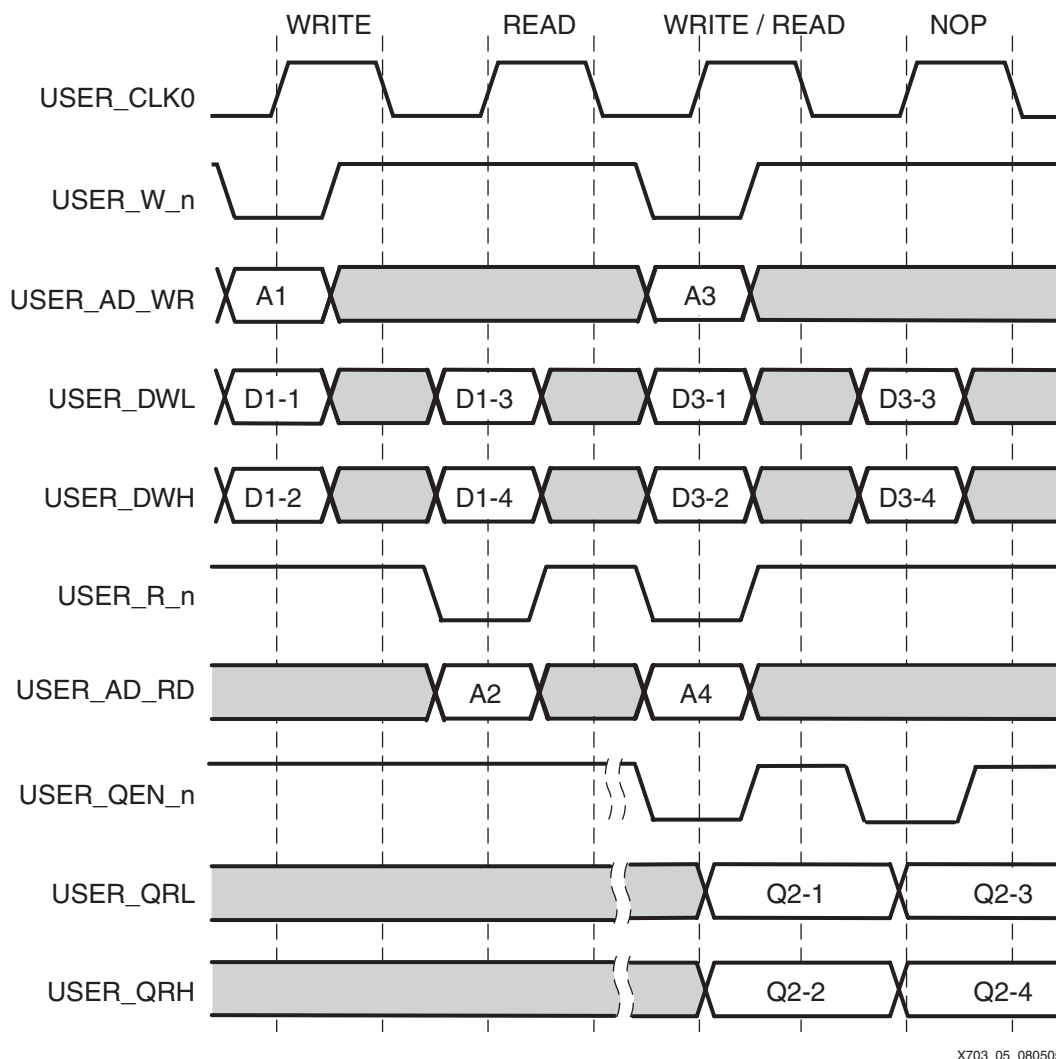 WRITE READ WRITE / READ NOP
USER_CLK0
USER_W_n
USER_AD_WR A1 A3
USER_DWL D1-1 D1-3 D3-1 D3-3
USER_DWH D1-2 D1-4 D3-2 D3-4
USER_R_n
USER_AD_RD A2 A4
USER_QEN_n
USER_QRL Q2-1 Q2-3
USER_QRH Q2-2 Q2-4
X703_05_080505